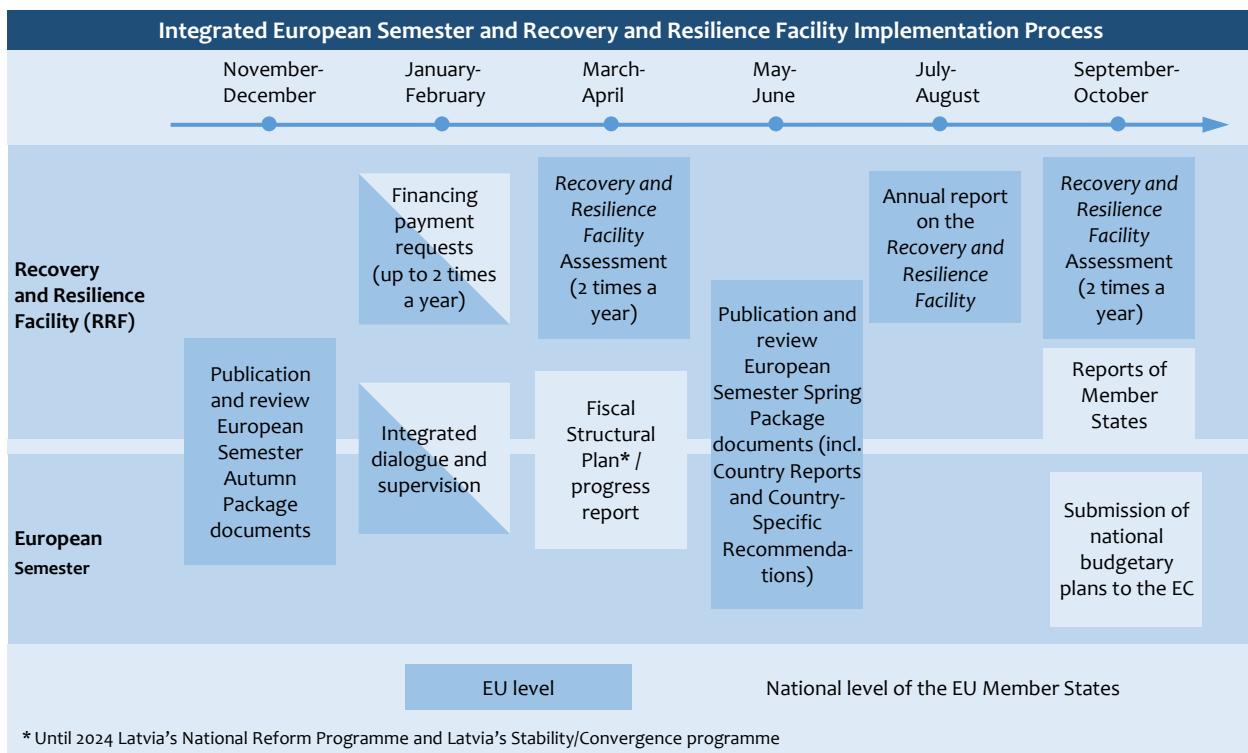 Integrated European Semester and Recovery and Resilience Facility Implementation Process
November-
December
January-
February
March-
April
May-
June
July-
August
September-
October
Recovery
and Resilience
Facility (RRF)
Financing
payment
requests
(up to 2 times
a year)
Recovery and
Resilience
Facility
Assessment
(2 times a
year)
Annual report
on the
Recovery and
Resilience
Facility
Recovery and
Resilience
Facility
Assessment
(2 times a
year)
Publication
and review
European
Semester
Autumn
Package
documents
Integrated
dialogue and
supervision
Fiscal
Structural
Plan* /
progress
report
Publication and
review
European
Semester Spring
Package
documents (incl.
Country Reports
and Country-
Specific
Recommenda-
tions)
Reports of
Member
States
European
Semester
Submission of
national
budgetary
plans to the EC
EU level
National level of the EU Member States
* Until 2024 Latvia's National Reform Programme and Latvia's Stability/Convergence programme